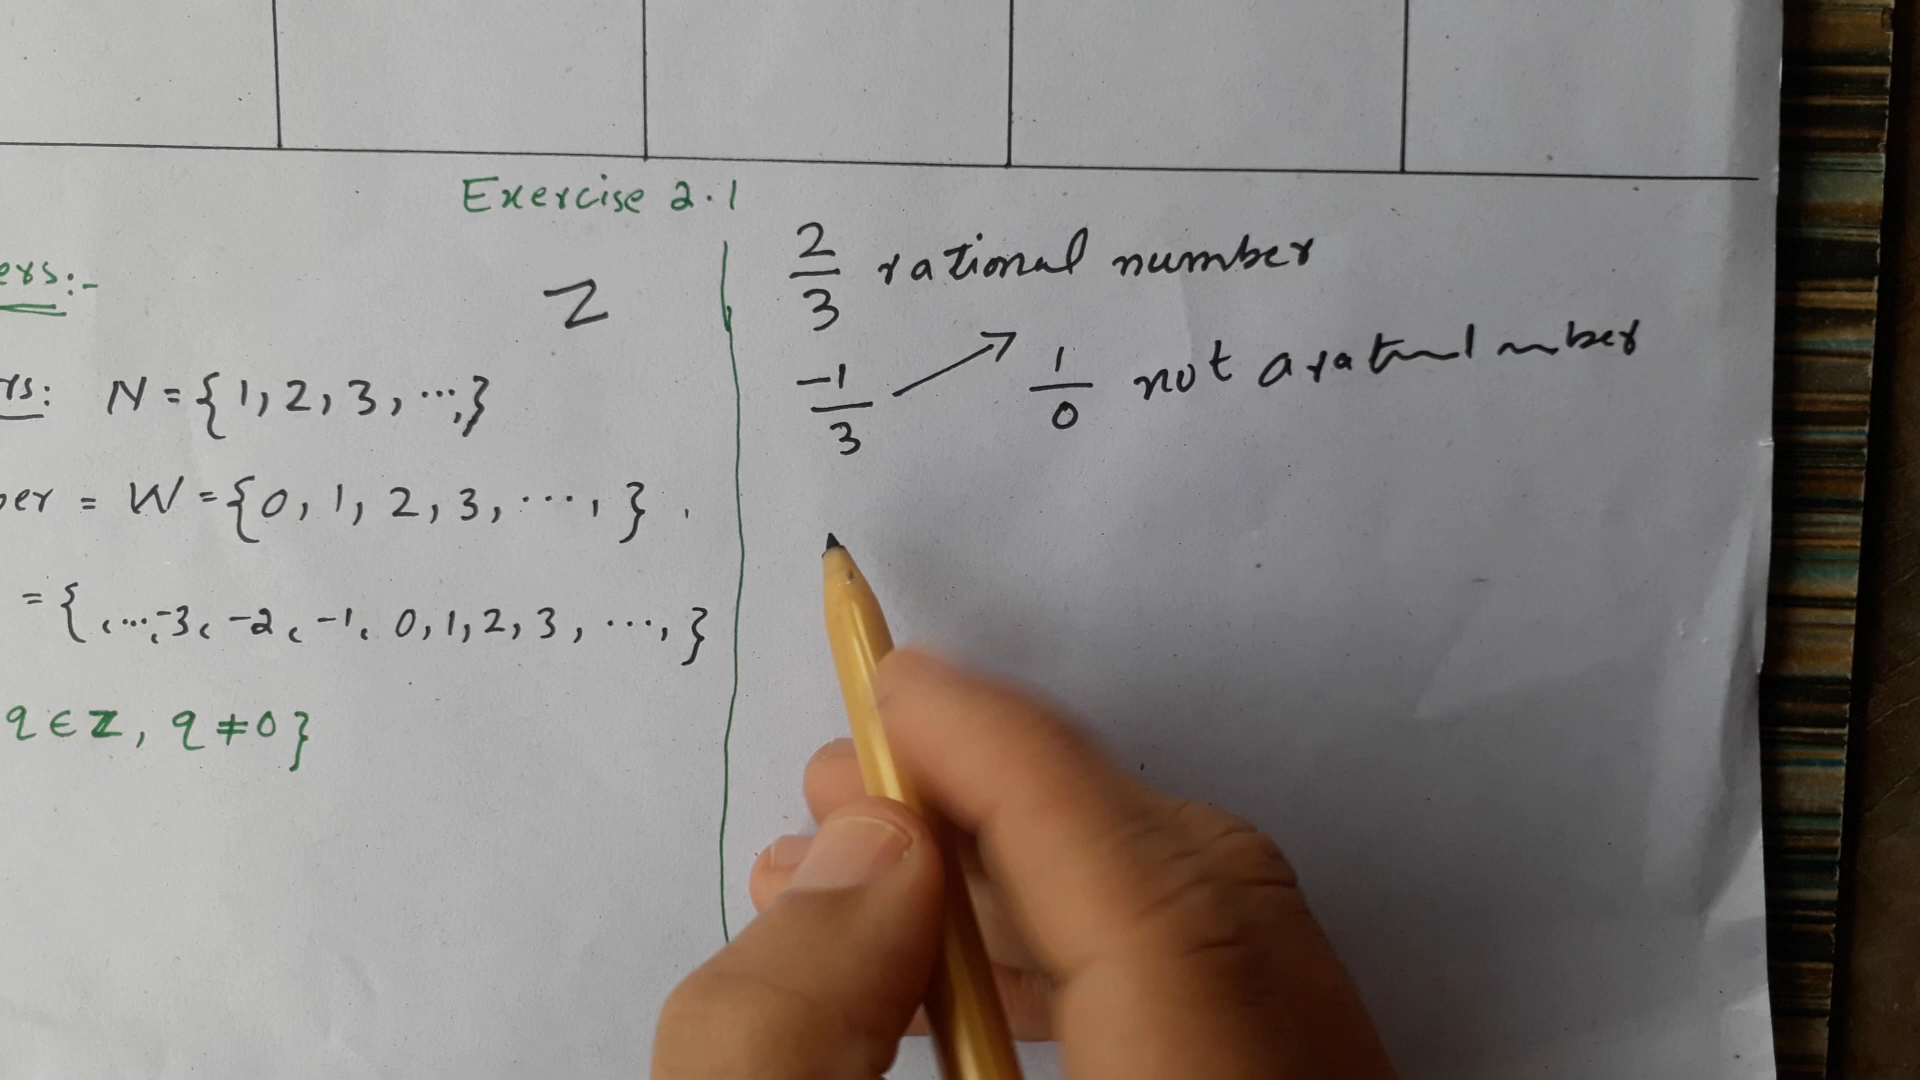 Exercise 2.1
ers:-
Z
rs: N = {1, 2, 3, ...,}
ber = W = {0, 1, 2, 3, ..., } .
= { , ..., -3, -2, -1, 0, 1, 2, 3, ..., }
q ∈ Z, q ≠ 0}
2/3 rational number
-1/3 → 1/0 not a rational number